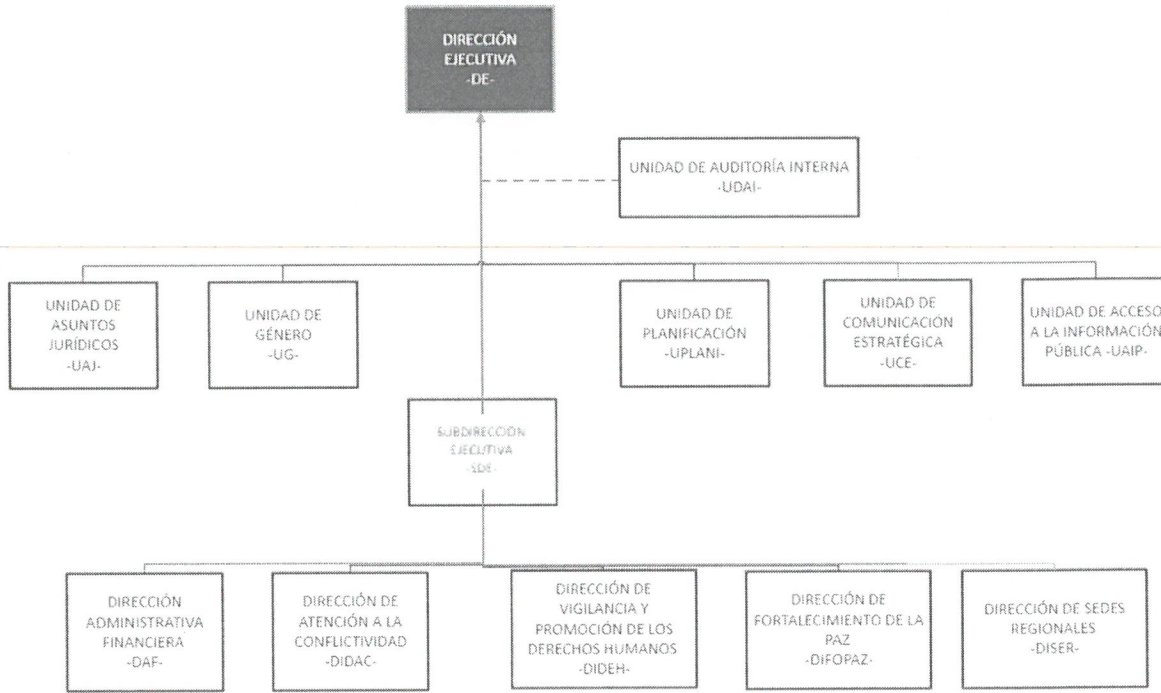 DIRECCIÓN
EJECUTIVA
-DE-
UNIDAD DE AUDITORÍA INTERNA
-UDAI-
UNIDAD DE
ASUNTOS
JURÍDICOS
-UAJ-
UNIDAD DE
GÉNERO
-UG-
UNIDAD DE
PLANIFICACIÓN
-UPLANI-
UNIDAD DE
COMUNICACIÓN
ESTRATÉGICA
-UCE-
UNIDAD DE ACCESO
A LA INFORMACIÓN
PÚBLICA -UAIP-
SUBDIRECCIÓN
EJECUTIVA
-SDE-
DIRECCIÓN
ADMINISTRATIVA
FINANCIERA
-DAF-
DIRECCIÓN DE
ATENCIÓN A LA
CONFLICTIVIDAD
-DIDAC-
DIRECCIÓN DE
VIGILANCIA Y
PROMOCIÓN DE LOS
DERECHOS HUMANOS
-DIDEH-
DIRECCIÓN DE
FORTALECIMIENTO DE LA
PAZ
-DIFOPAZ-
DIRECCIÓN DE SEDES
REGIONALES
-DISER-